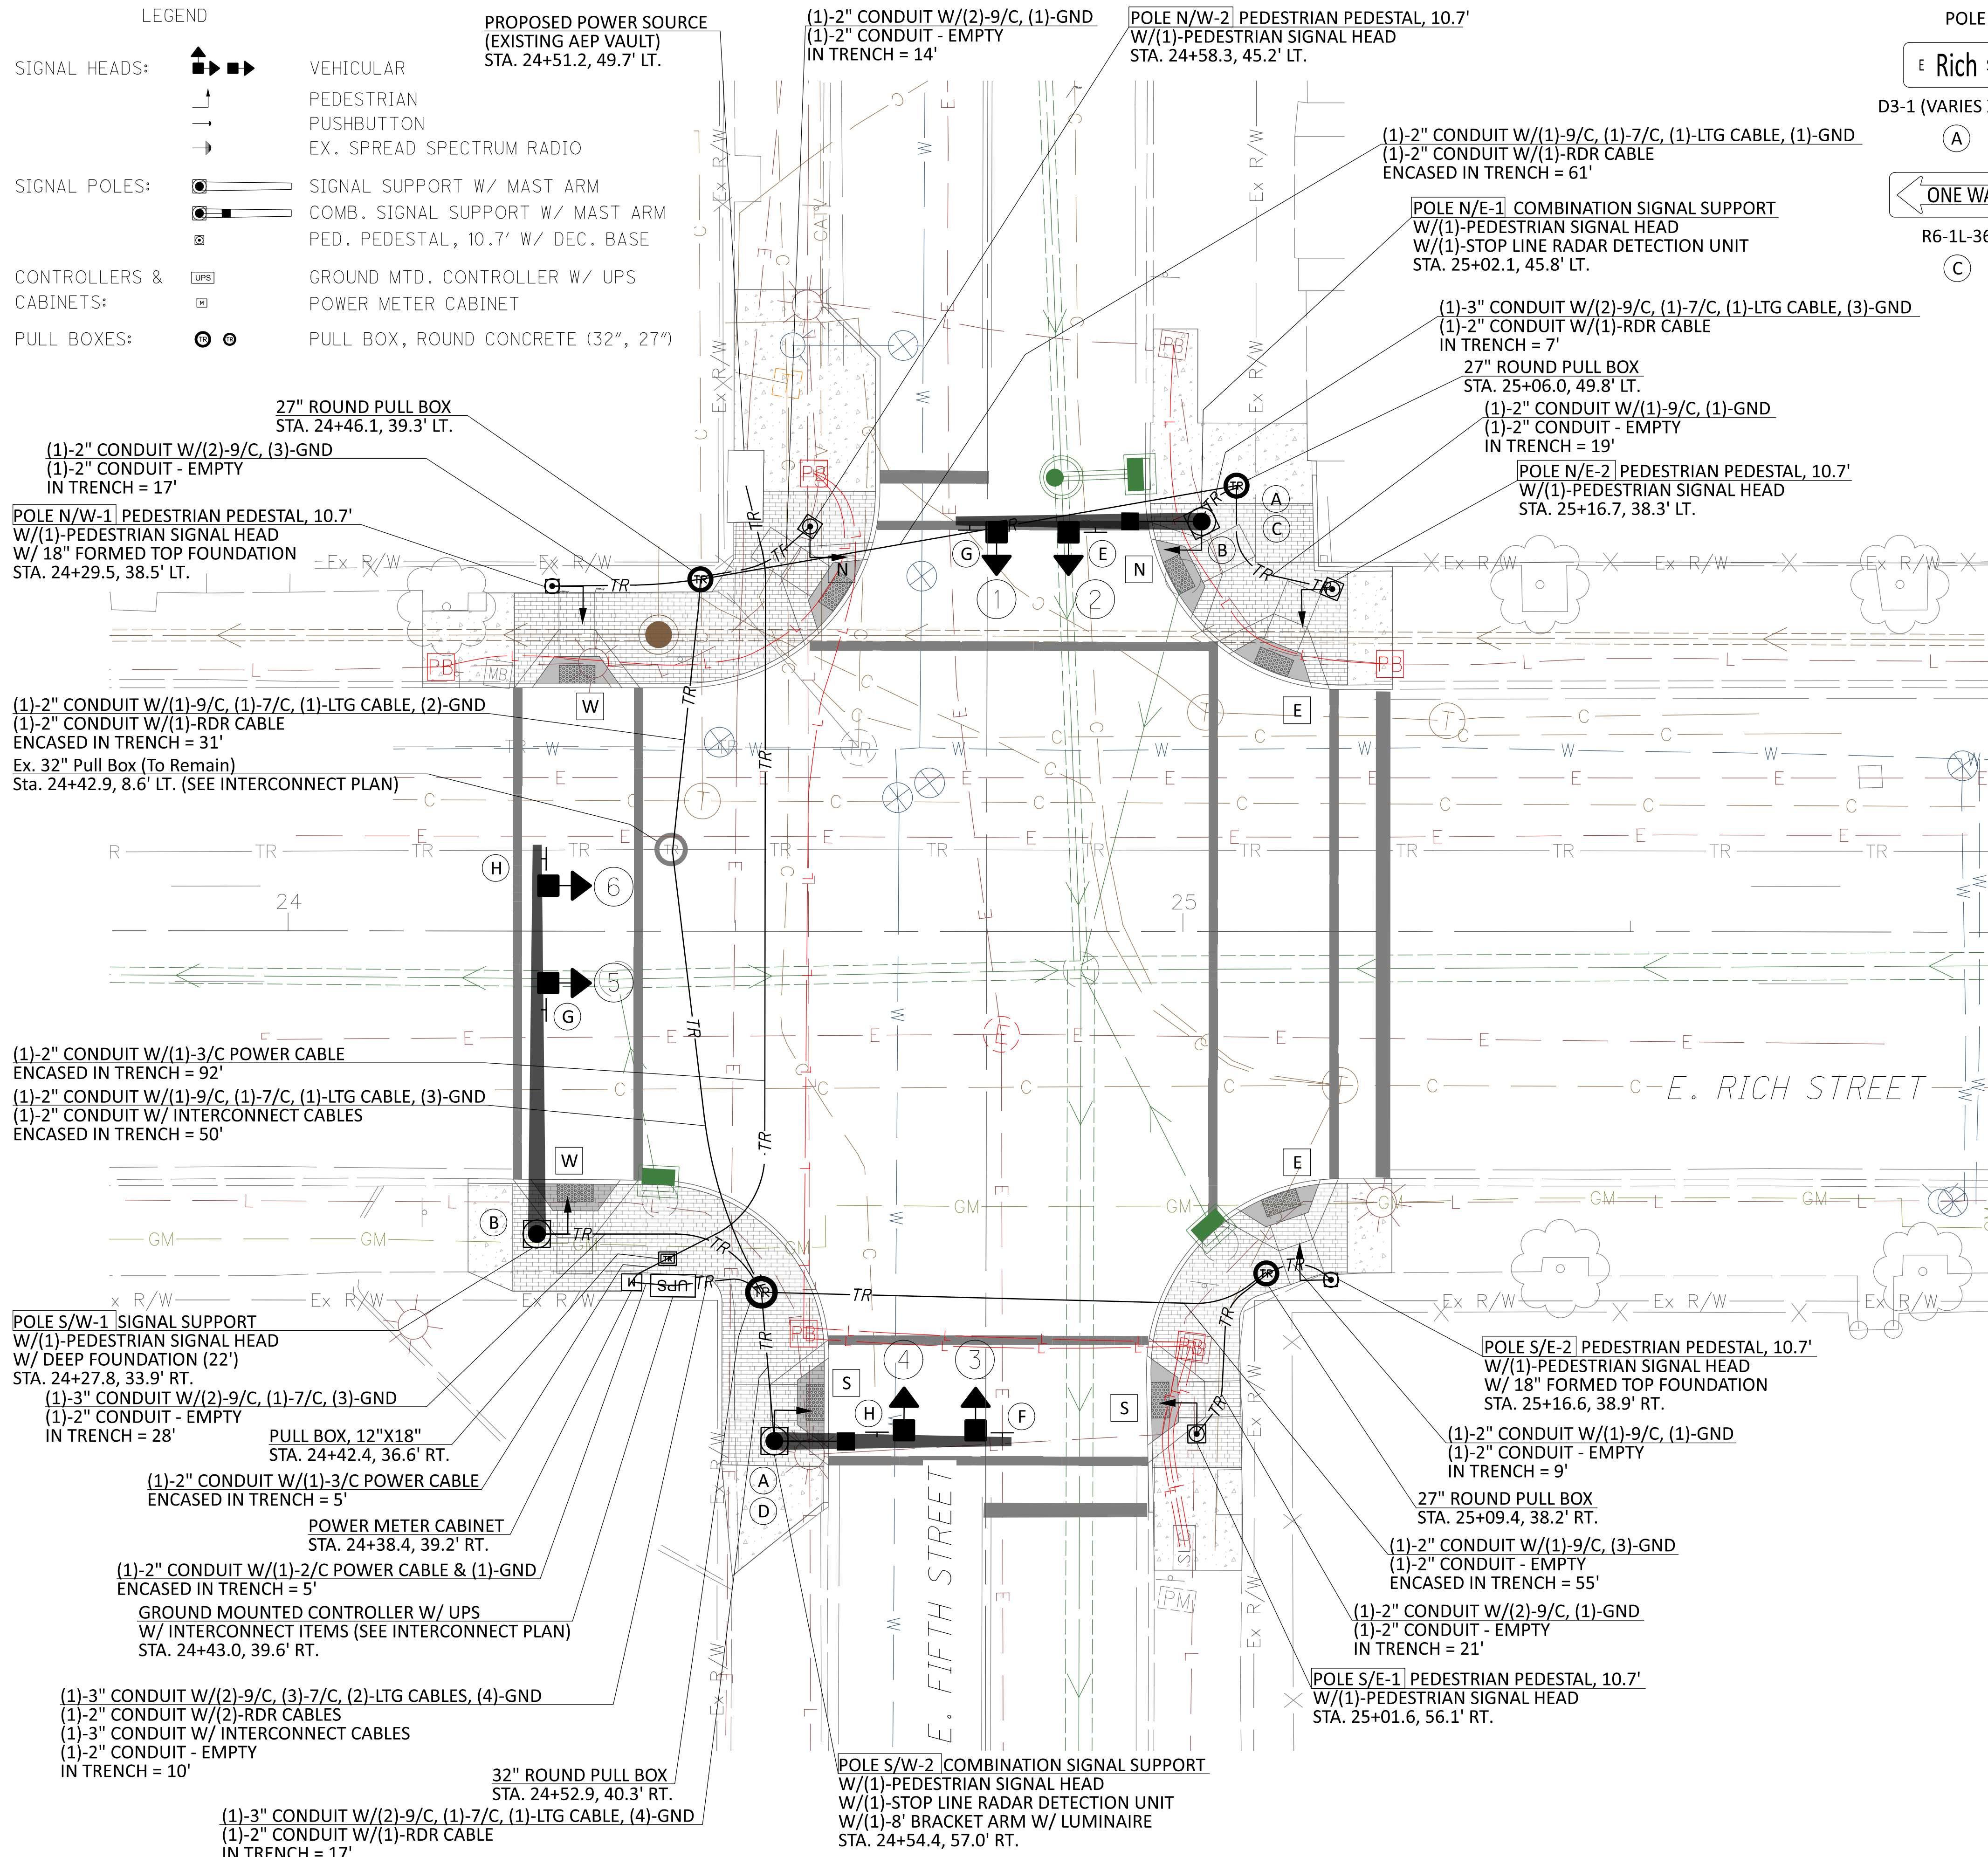 LEGEND
SIGNAL HEADS:
VEHICULAR
PEDESTRIAN
PUSHBUTTON
EX. SPREAD SPECTRUM RADIO
SIGNAL POLES:
SIGNAL SUPPORT W/ MAST ARM
COMB. SIGNAL SUPPORT W/ MAST ARM
PED. PEDESTAL, 10.7' W/ DEC. BASE
CONTROLLERS &
CABINETS:
UPS
GROUND MTD. CONTROLLER W/ UPS
M
POWER METER CABINET
PULL BOXES:
TR TR
PULL BOX, ROUND CONCRETE (32", 27")
PROPOSED POWER SOURCE
(EXISTING AEP VAULT)
STA. 24+51.2, 49.7' LT.
(1)-2" CONDUIT W/(2)-9/C, (1)-GND
(1)-2" CONDUIT - EMPTY
IN TRENCH = 14'
POLE N/W-2 PEDESTRIAN PEDESTAL, 10.7'
W/(1)-PEDESTRIAN SIGNAL HEAD
STA. 24+58.3, 45.2' LT.
POLE
E Rich
D3-1 (VARIES
A
ONE WA
R6-1L-36
C
(1)-2" CONDUIT W/(1)-9/C, (1)-7/C, (1)-LTG CABLE, (1)-GND
(1)-2" CONDUIT W/(1)-RDR CABLE
ENCASED IN TRENCH = 61'
POLE N/E-1 COMBINATION SIGNAL SUPPORT
W/(1)-PEDESTRIAN SIGNAL HEAD
W/(1)-STOP LINE RADAR DETECTION UNIT
STA. 25+02.1, 45.8' LT.
(1)-3" CONDUIT W/(2)-9/C, (1)-7/C, (1)-LTG CABLE, (3)-GND
(1)-2" CONDUIT W/(1)-RDR CABLE
IN TRENCH = 7'
27" ROUND PULL BOX
STA. 25+06.0, 49.8' LT.
(1)-2" CONDUIT W/(1)-9/C, (1)-GND
(1)-2" CONDUIT - EMPTY
IN TRENCH = 19'
POLE N/E-2 PEDESTRIAN PEDESTAL, 10.7'
W/(1)-PEDESTRIAN SIGNAL HEAD
STA. 25+16.7, 38.3' LT.
27" ROUND PULL BOX
STA. 24+46.1, 39.3' LT.
(1)-2" CONDUIT W/(2)-9/C, (3)-GND
(1)-2" CONDUIT - EMPTY
IN TRENCH = 17'
POLE N/W-1 PEDESTRIAN PEDESTAL, 10.7'
W/(1)-PEDESTRIAN SIGNAL HEAD
W/ 18" FORMED TOP FOUNDATION
STA. 24+29.5, 38.5' LT.
(1)-2" CONDUIT W/(1)-9/C, (1)-7/C, (1)-LTG CABLE, (2)-GND
(1)-2" CONDUIT W/(1)-RDR CABLE
ENCASED IN TRENCH = 31'
Ex. 32" Pull Box (To Remain)
Sta. 24+42.9, 8.6' LT. (SEE INTERCONNECT PLAN)
24
25
G
E
1
2
N
N
A
C
B
W
E
H
6
5
G
W
E
B
S
S
H
F
4
3
A
D
E. RICH STREET
E. FIFTH STREET
(1)-2" CONDUIT W/(1)-3/C POWER CABLE
ENCASED IN TRENCH = 92'
(1)-2" CONDUIT W/(1)-9/C, (1)-7/C, (1)-LTG CABLE, (3)-GND
(1)-2" CONDUIT W/ INTERCONNECT CABLES
ENCASED IN TRENCH = 50'
POLE S/W-1 SIGNAL SUPPORT
W/(1)-PEDESTRIAN SIGNAL HEAD
W/ DEEP FOUNDATION (22')
STA. 24+27.8, 33.9' RT.
(1)-3" CONDUIT W/(2)-9/C, (1)-7/C, (3)-GND
(1)-2" CONDUIT - EMPTY
IN TRENCH = 28'
PULL BOX, 12"X18"
STA. 24+42.4, 36.6' RT.
(1)-2" CONDUIT W/(1)-3/C POWER CABLE
ENCASED IN TRENCH = 5'
POWER METER CABINET
STA. 24+38.4, 39.2' RT.
(1)-2" CONDUIT W/(1)-2/C POWER CABLE & (1)-GND
ENCASED IN TRENCH = 5'
GROUND MOUNTED CONTROLLER W/ UPS
W/ INTERCONNECT ITEMS (SEE INTERCONNECT PLAN)
STA. 24+43.0, 39.6' RT.
(1)-3" CONDUIT W/(2)-9/C, (3)-7/C, (2)-LTG CABLES, (4)-GND
(1)-2" CONDUIT W/(2)-RDR CABLES
(1)-3" CONDUIT W/ INTERCONNECT CABLES
(1)-2" CONDUIT - EMPTY
IN TRENCH = 10'
32" ROUND PULL BOX
STA. 24+52.9, 40.3' RT.
(1)-3" CONDUIT W/(2)-9/C, (1)-7/C, (1)-LTG CABLE, (4)-GND
(1)-2" CONDUIT W/(1)-RDR CABLE
IN TRENCH = 17'
POLE S/W-2 COMBINATION SIGNAL SUPPORT
W/(1)-PEDESTRIAN SIGNAL HEAD
W/(1)-STOP LINE RADAR DETECTION UNIT
W/(1)-8' BRACKET ARM W/ LUMINAIRE
STA. 24+54.4, 57.0' RT.
POLE S/E-2 PEDESTRIAN PEDESTAL, 10.7'
W/(1)-PEDESTRIAN SIGNAL HEAD
W/ 18" FORMED TOP FOUNDATION
STA. 25+16.6, 38.9' RT.
(1)-2" CONDUIT W/(1)-9/C, (1)-GND
(1)-2" CONDUIT - EMPTY
IN TRENCH = 9'
27" ROUND PULL BOX
STA. 25+09.4, 38.2' RT.
(1)-2" CONDUIT W/(1)-9/C, (3)-GND
(1)-2" CONDUIT - EMPTY
ENCASED IN TRENCH = 55'
(1)-2" CONDUIT W/(2)-9/C, (1)-GND
(1)-2" CONDUIT - EMPTY
IN TRENCH = 21'
POLE S/E-1 PEDESTRIAN PEDESTAL, 10.7'
W/(1)-PEDESTRIAN SIGNAL HEAD
STA. 25+01.6, 56.1' RT.